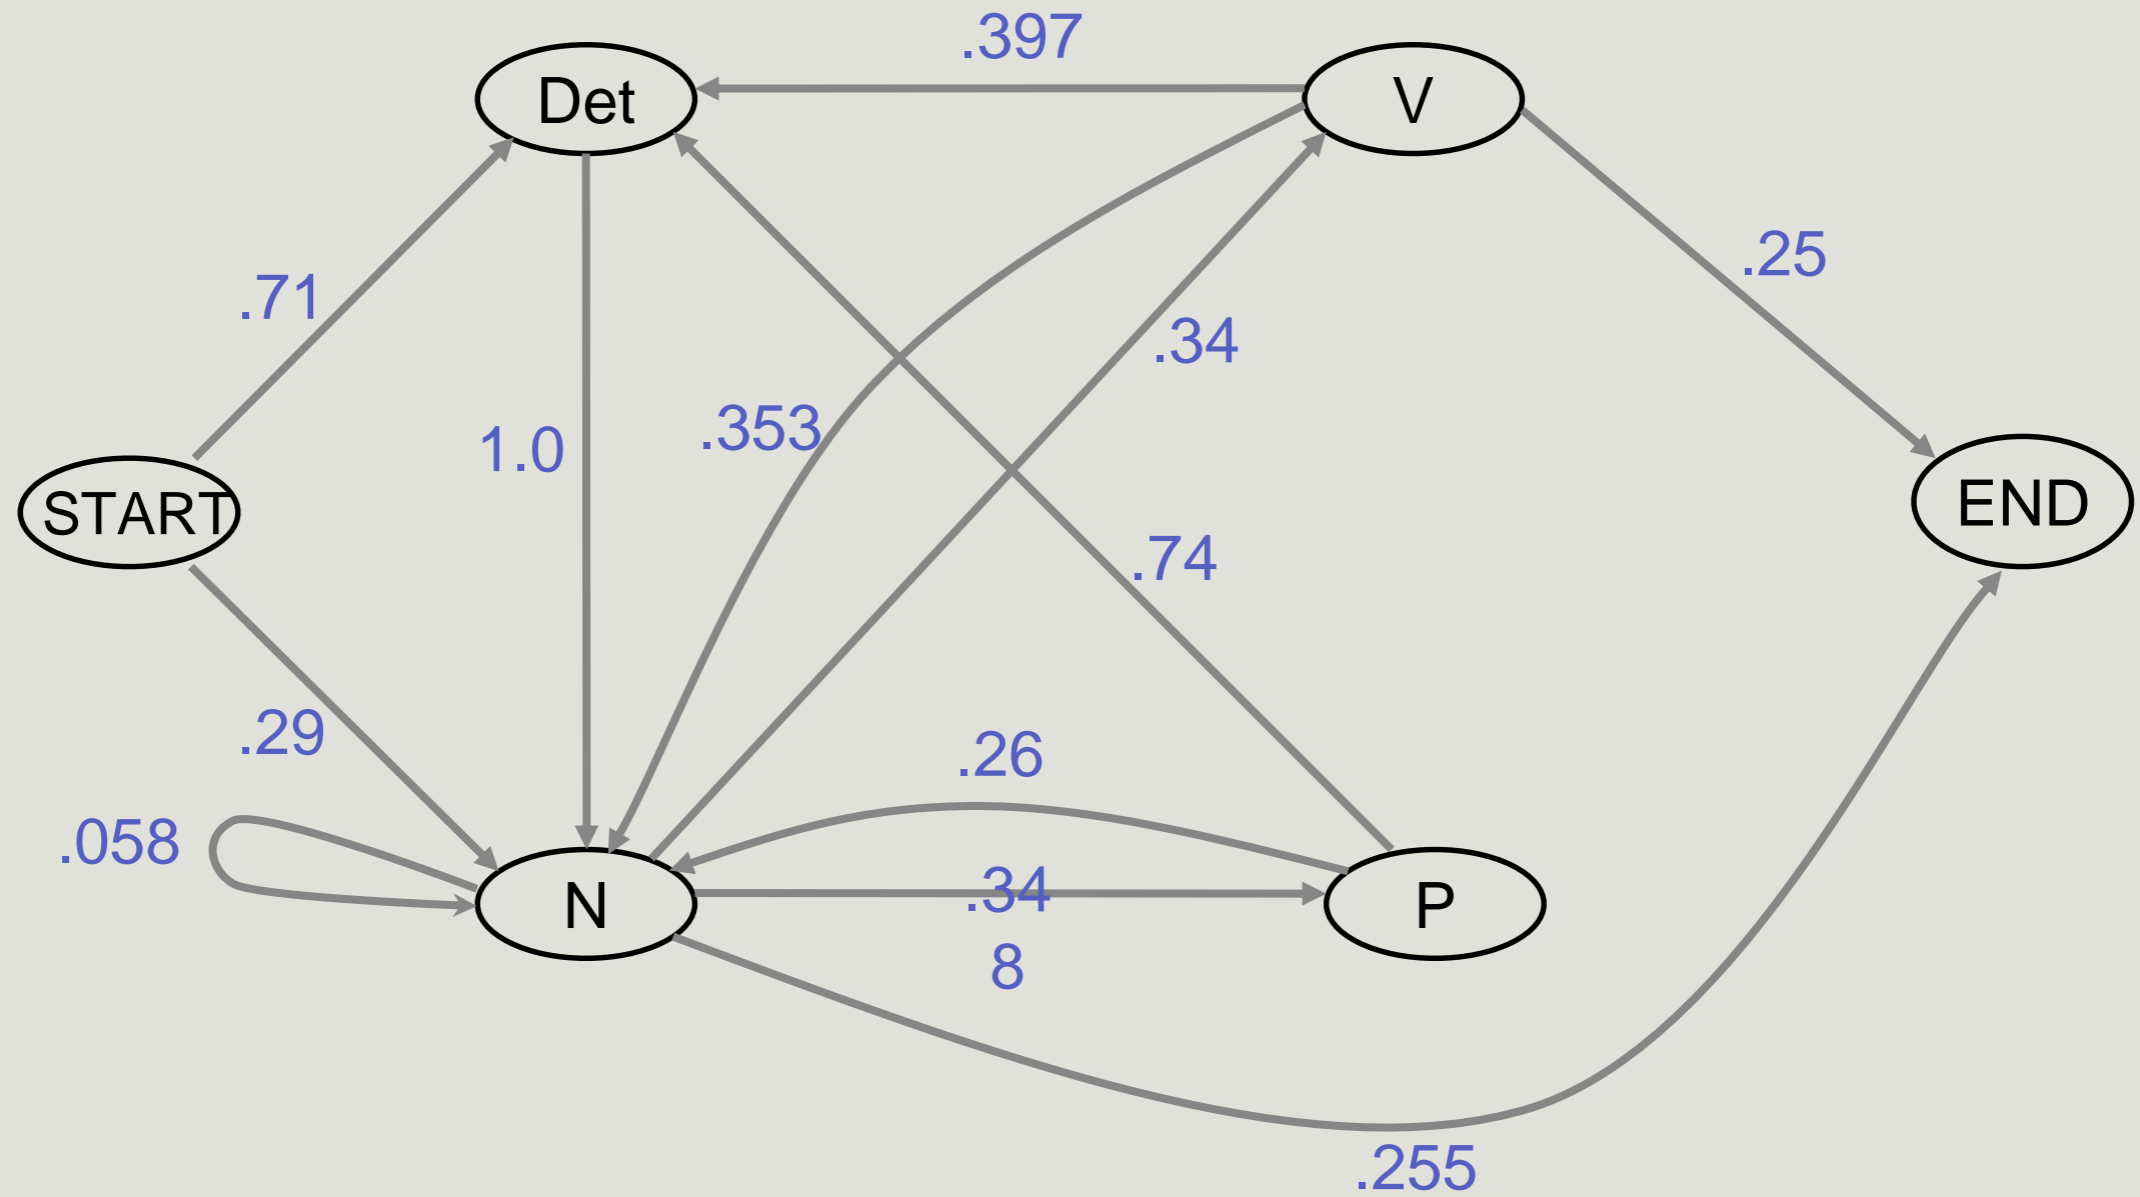 .397
Det
V
.25
.71
.34
.353
1.0
START
END
.74
.29
.26
.058
N
.34
8
P
.255